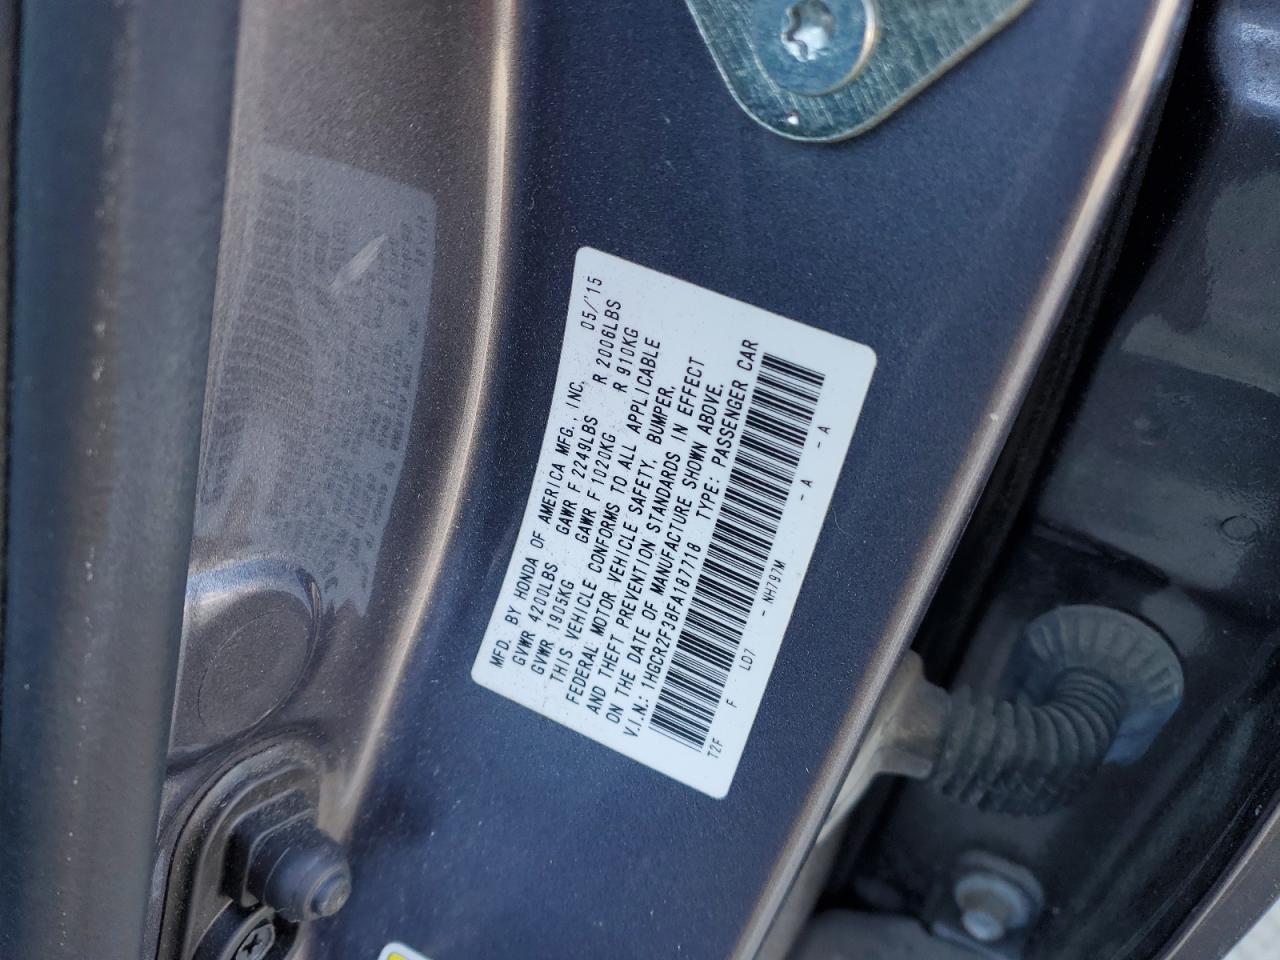 MFD. BY HONDA OF AMERICA MFG., INC. 05/'15
GVWR 4200LBS GAWR F 2249LBS R 2006LBS
GVWR 1905KG GAWR F 1020KG R 910KG
THIS VEHICLE CONFORMS TO ALL APPLICABLE
FEDERAL MOTOR VEHICLE SAFETY, BUMPER,
AND THEFT PREVENTION STANDARDS IN EFFECT
ON THE DATE OF MANUFACTURE SHOWN ABOVE.
V.I.N.: 1HGCR2F38FA187718 TYPE: PASSENGER CAR
T2F F LD7 - NH797M - A - A